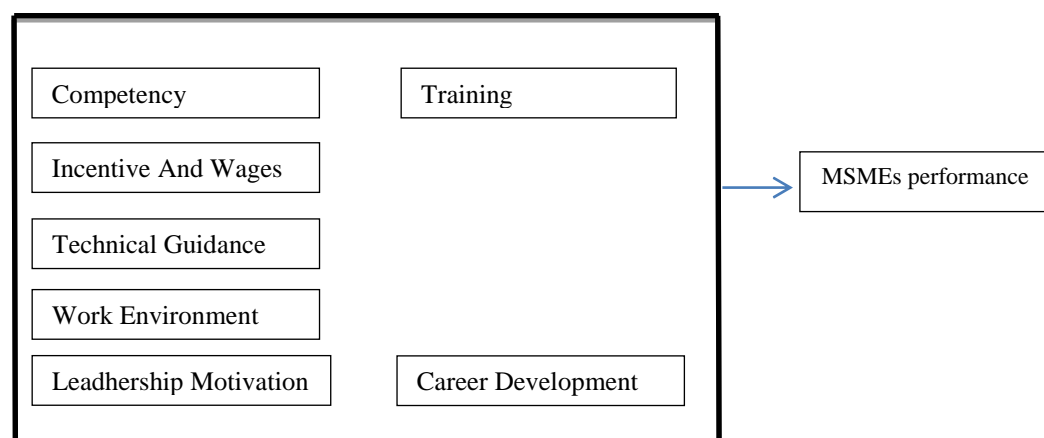 Competency
Training
Incentive And Wages
MSMEs performance
Technical Guidance
Work Environment
Leadhership Motivation
Career Development